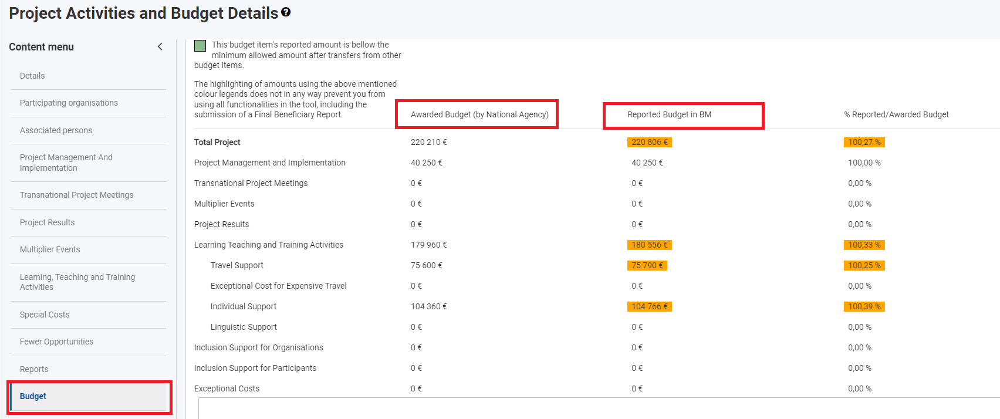 Project Activities and Budget Details ?
Content menu
Details
Participating organisations
Associated persons
Project Management And
Implementation
Transnational Project Meetings
Project Results
Multiplier Events
Learning, Teaching and Training
Activities
Special Costs
Fewer Opportunities
Reports
Budget
This budget item's reported amount is bellow the
minimum allowed amount after transfers from other
budget items.
The highlighting of amounts using the above mentioned
colour legends does not in any way prevent you from
using all functionalities in the tool, including the
submission of a Final Beneficiary Report.
Awarded Budget (by National Agency) Reported Budget in BM % Reported/Awarded Budget
Total Project 220 210 € 220 806 € 100,27 %
Project Management and Implementation 40 250 € 40 250 € 100,00 %
Transnational Project Meetings 0 € 0 € 0,00 %
Multiplier Events 0 € 0 € 0,00 %
Project Results 0 € 0 € 0,00 %
Learning Teaching and Training Activities 179 960 € 180 556 € 100,33 %
Travel Support 75 600 € 75 790 € 100,25 %
Exceptional Cost for Expensive Travel 0 € 0 € 0,00 %
Individual Support 104 360 € 104 766 € 100,39 %
Linguistic Support 0 € 0 € 0,00 %
Inclusion Support for Organisations 0 € 0 € 0,00 %
Inclusion Support for Participants 0 € 0 € 0,00 %
Exceptional Costs 0 € 0 € 0,00 %